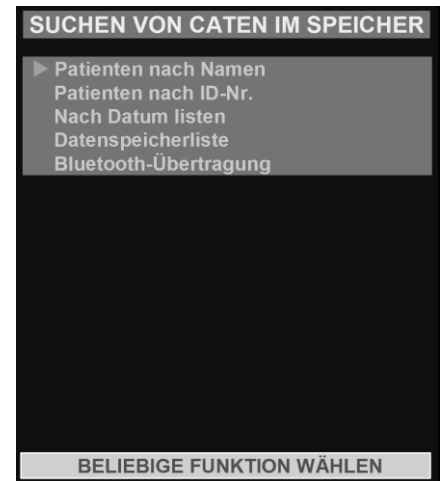 SUCHEN VON CATEN IM SPEICHER
Patienten nach Namen
Patienten nach ID-Nr.
Nach Datum listen
Datenspeicherliste
Bluetooth-Übertragung
BELIEBIGE FUNKTION WÄHLEN